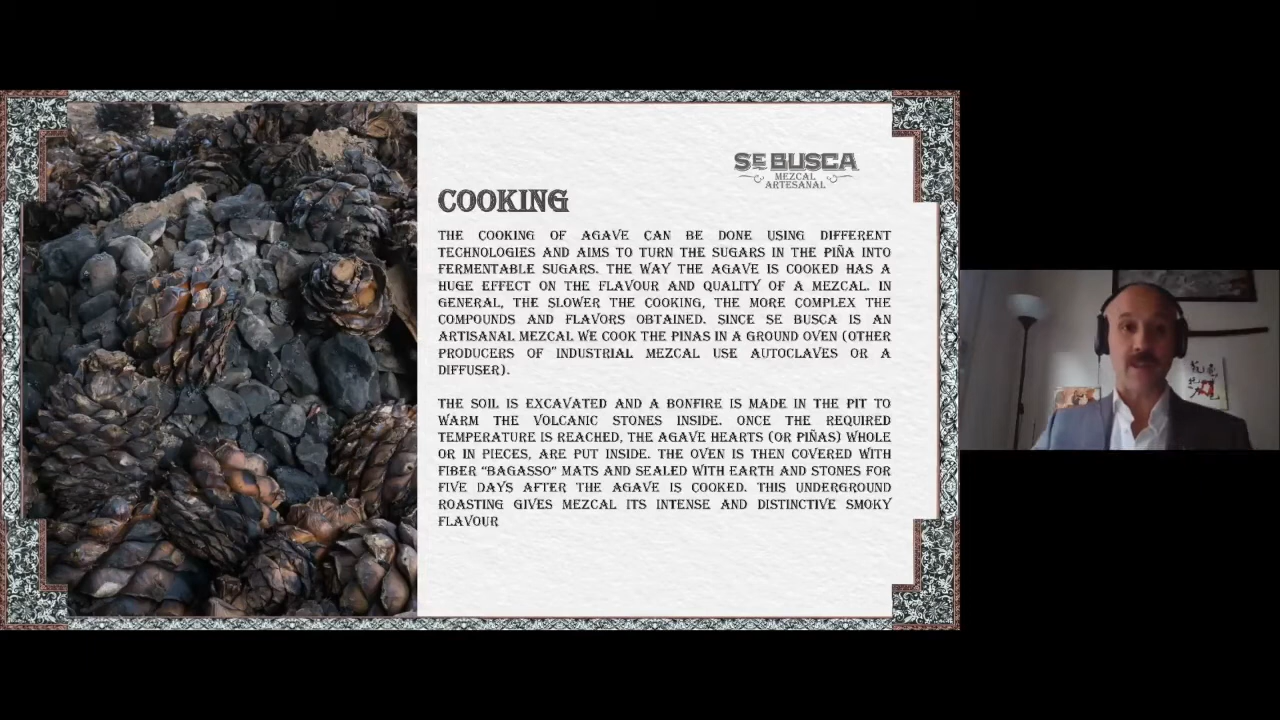 SE BUSCA
MEZCAL
ARTESANAL
COOKING
THE COOKING OF AGAVE CAN BE DONE USING DIFFERENT
TECHNOLOGIES AND AIMS TO TURN THE SUGARS IN THE PIÑA INTO
FERMENTABLE SUGARS. THE WAY THE AGAVE IS COOKED HAS A
HUGE EFFECT ON THE FLAVOUR AND QUALITY OF A MEZCAL. IN
GENERAL, THE SLOWER THE COOKING, THE MORE COMPLEX THE
COMPOUNDS AND FLAVORS OBTAINED. SINCE SE BUSCA IS AN
ARTISANAL MEZCAL WE COOK THE PINAS IN A GROUND OVEN (OTHER
PRODUCERS OF INDUSTRIAL MEZCAL USE AUTOCLAVES OR A
DIFFUSER).
THE SOIL IS EXCAVATED AND A BONFIRE IS MADE IN THE PIT TO
WARM THE VOLCANIC STONES INSIDE. ONCE THE REQUIRED
TEMPERATURE IS REACHED, THE AGAVE HEARTS (OR PIÑAS) WHOLE
OR IN PIECES, ARE PUT INSIDE. THE OVEN IS THEN COVERED WITH
FIBER “BAGASSO” MATS AND SEALED WITH EARTH AND STONES FOR
FIVE DAYS AFTER THE AGAVE IS COOKED. THIS UNDERGROUND
ROASTING GIVES MEZCAL ITS INTENSE AND DISTINCTIVE SMOKY
FLAVOUR